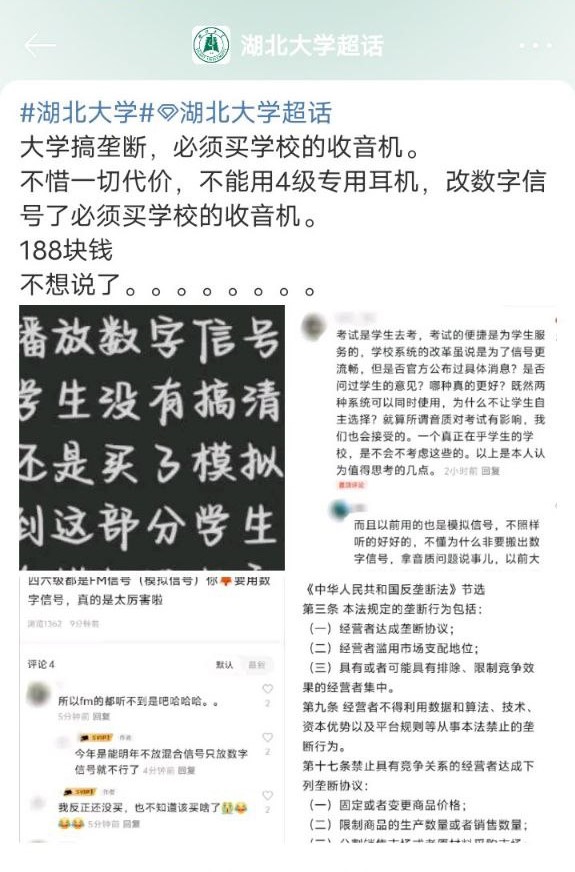 湖北大学超话
#湖北大学#湖北大学超话
大学搞垄断，必须买学校的收音机。
不惜一切代价，不能用4级专用耳机，改数字信
号了必须买学校的收音机。
188块钱
不想说了。。。。。。。。
播放数字信号
学生没有搞清
还是买了模拟
到这部分学生
四六级都是FM信号（模拟信号）你🦊要用数
字信号，真的是太厉害啦
浏览1362 9分钟前
评论4
默认 最新
所以fm的都听不到是吧哈哈哈。。
2
5分钟前 回复
SVIP7 作者
今年是能明年不放混合信号只放数字
信号就不行了 4分钟前 回复
2
SVIP7 作者
我反正还没买，也不知道该买啥了😭😂
😂😂 5分钟前 回复
2
SVIP7 作者
考试是学生去考，考试的便捷是为学生服
务的，学校系统的改革虽说是为了信号更
流畅，但是否官方公布过具体消息？是否
问过学生的意见？哪种真的更好？既然两
种系统可以同时使用，为什么不让学生自
主选择？就算所谓音质对考试有影响，我
们也会接受的。一个真正在乎学生的学
校，是不会不考虑这些的。以上是本人认
为值得思考的几点。 2小时前 回复
置顶评论
而且以前用的也是模拟信号，不照样
听的好好的，不懂为什么非要搬出数
字信号，拿音质问题说事儿，以前大
《中华人民共和国反垄断法》节选
第三条 本法规定的垄断行为包括：
（一）经营者达成垄断协议；
（二）经营者滥用市场支配地位；
（三）具有或者可能具有排除、限制竞争效
果的经营者集中。
第九条 经营者不得利用数据和算法、技术、
资本优势以及平台规则等从事本法禁止的垄
断行为。
第十七条禁止具有竞争关系的经营者达成下
列垄断协议：
（一）固定或者变更商品价格；
（二）限制商品的生产数量或者销售数量；
（三）分割销售市场或者原材料采购市场；